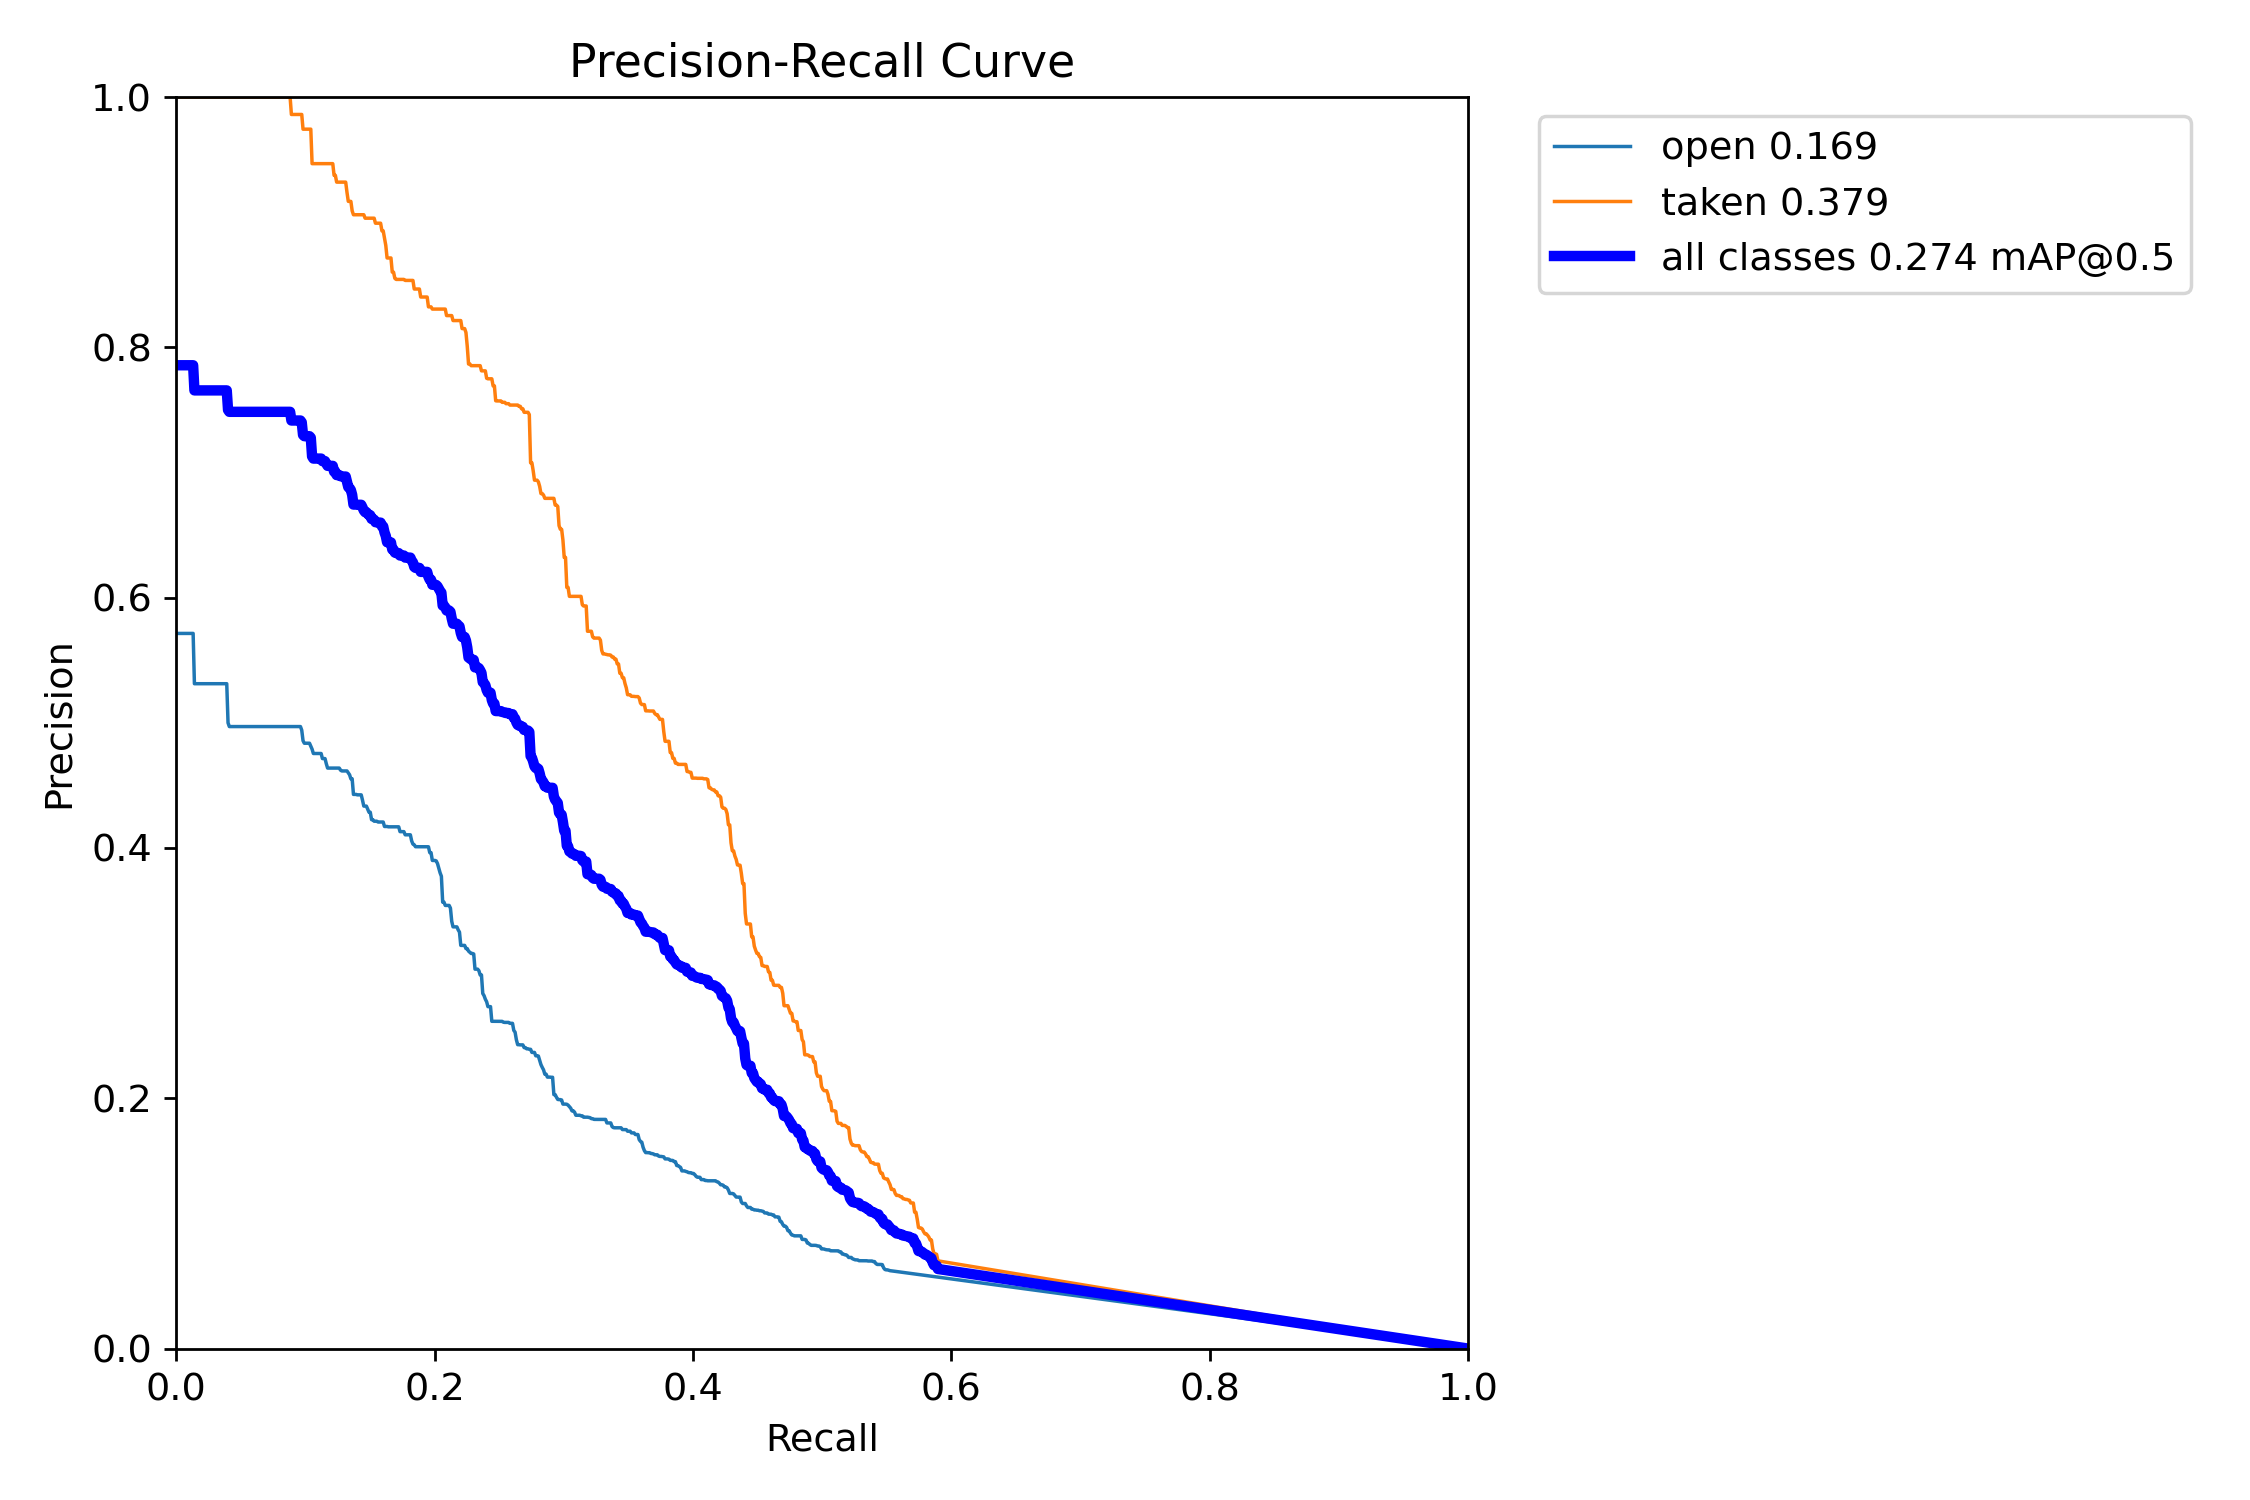 Precision-Recall Curve
open 0.169
taken 0.379
all classes 0.274 mAP@0.5
Precision
1.0
0.8
0.6
0.4
0.2
0.0
0.0 0.2 0.4 0.6 0.8 1.0
Recall